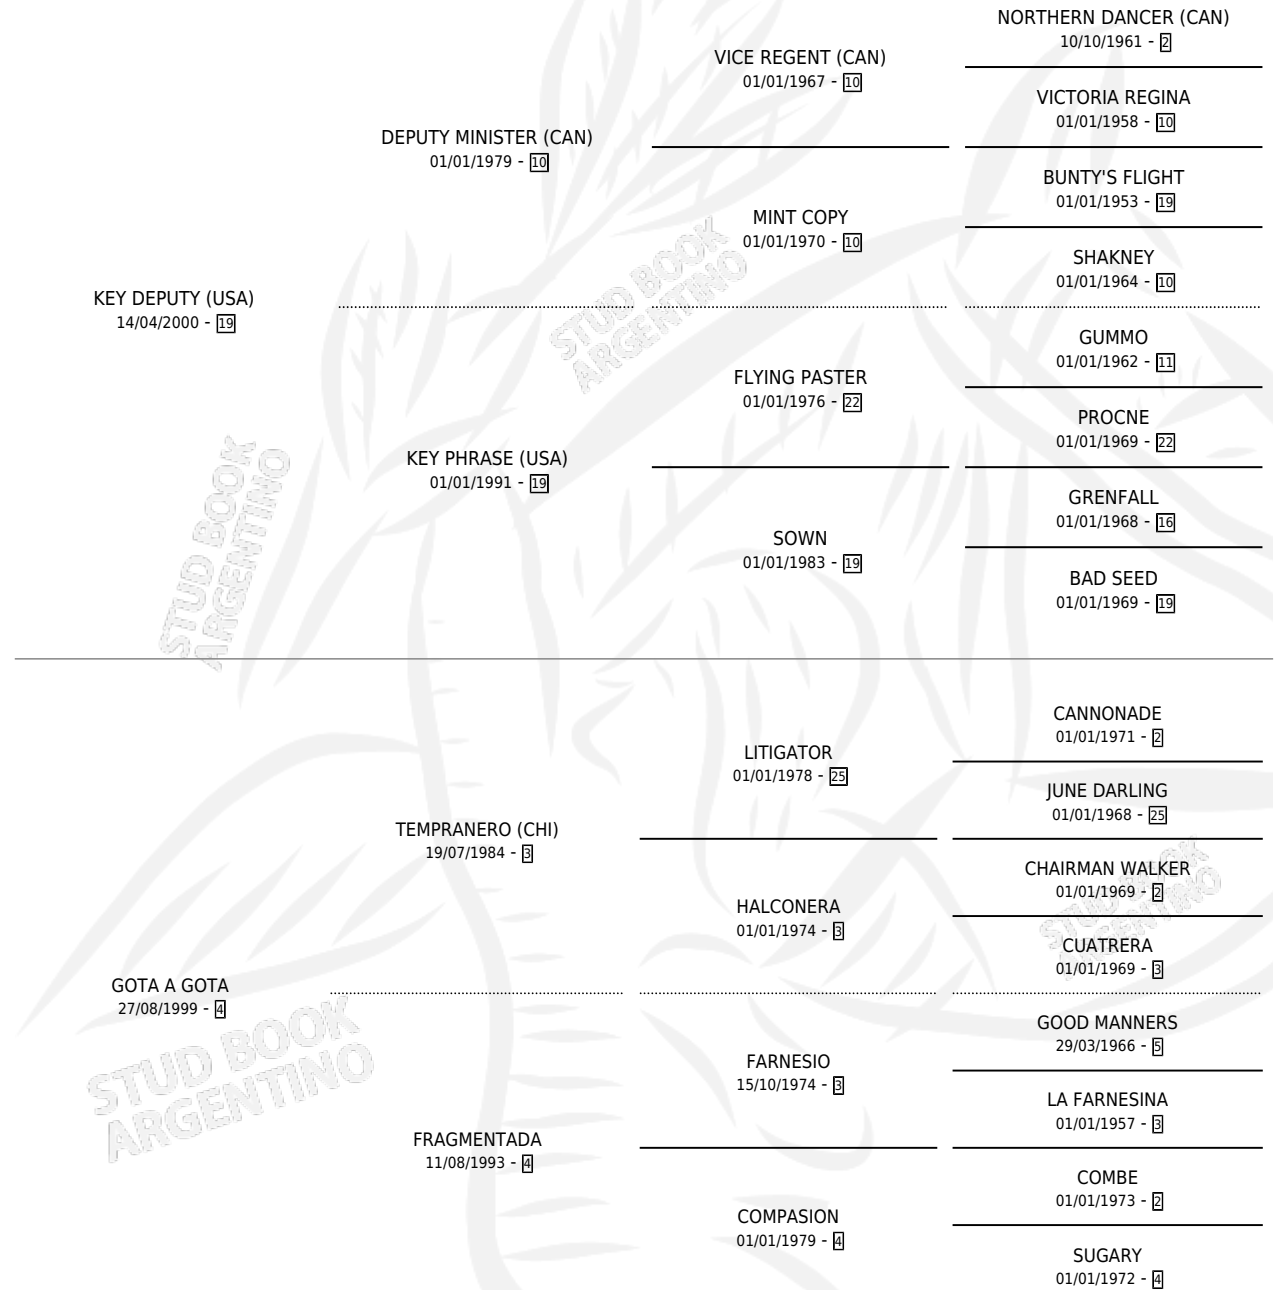 NORTHERN DANCER (CAN)
10/10/1961 - 2
VICE REGENT (CAN)
01/01/1967 - 10
VICTORIA REGINA
01/01/1958 - 10
DEPUTY MINISTER (CAN)
01/01/1979 - 10
BUNTY'S FLIGHT
01/01/1953 - 19
MINT COPY
01/01/1970 - 10
SHAKNEY
01/01/1964 - 10
KEY DEPUTY (USA)
14/04/2000 - 19
STUD BOOK
ARGENTINO
GUMMO
01/01/1962 - 11
FLYING PASTER
01/01/1976 - 22
PROCNE
01/01/1969 - 22
KEY PHRASE (USA)
01/01/1991 - 19
GRENFALL
01/01/1968 - 16
SOWN
01/01/1983 - 19
BAD SEED
01/01/1969 - 19
STUD BOOK
ARGENTINO
CANNONADE
01/01/1971 - 2
LITIGATOR
01/01/1978 - 25
JUNE DARLING
01/01/1968 - 25
TEMPRANERO (CHI)
19/07/1984 - 3
CHAIRMAN WALKER
01/01/1969 - 2
HALCONERA
01/01/1974 - 3
STUD BOOK
ARGENTINO
CUATRERA
01/01/1969 - 3
GOTA A GOTA
27/08/1999 - 4
GOOD MANNERS
29/03/1966 - 5
FARNESIO
15/10/1974 - 3
LA FARNESINA
01/01/1957 - 3
STUD BOOK
ARGENTINO
FRAGMENTADA
11/08/1993 - 4
COMBE
01/01/1973 - 2
COMPASION
01/01/1979 - 4
SUGARY
01/01/1972 - 4